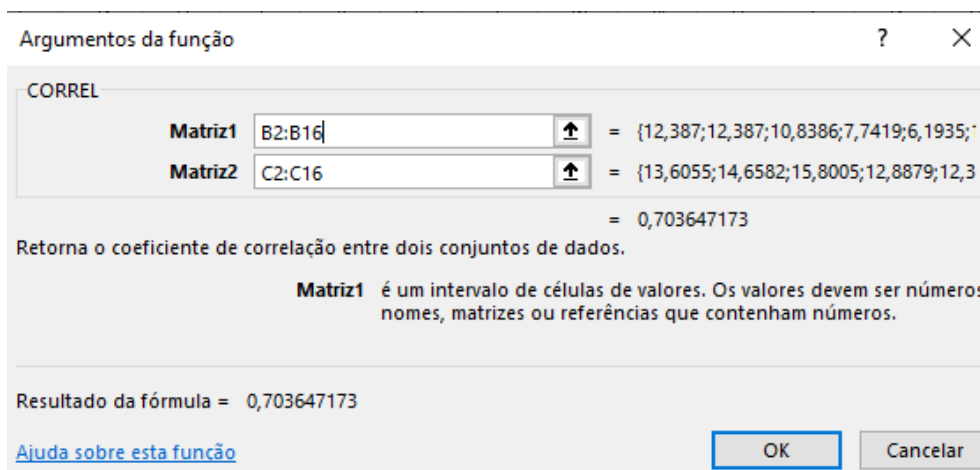 Argumentos da função ? ×
CORREL
Matriz1 B2:B16 = {12,387;12,387;10,8386;7,7419;6,1935;
Matriz2 C2:C16 = {13,6055;14,6582;15,8005;12,8879;12,3
= 0,703647173
Retorna o coeficiente de correlação entre dois conjuntos de dados.
Matriz1 é um intervalo de células de valores. Os valores devem ser números
nomes, matrizes ou referências que contenham números.
Resultado da fórmula = 0,703647173
Ajuda sobre esta função OK Cancelar